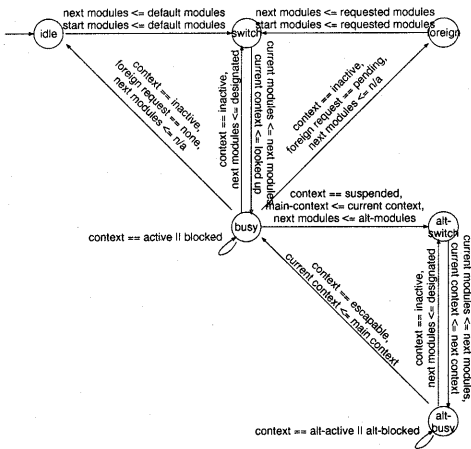 next modules <= default modules
start modules <= default modules
next modules <= requested modules
start modules <= requested modules
idle
switch
foreign
context == inactive,
foreign request == none,
next modules <= n/a
context == inactive,
next modules <= designated
current modules <= next modules,
current context <= looked up
context == inactive,
foreign request == pending,
next modules <= n/a
context == suspended,
main-context <= current context,
next modules <= alt-modules
busy
alt-
switch
context == active || blocked
context == escapable,
current context <= main context
context == inactive,
next modules <= designated
current modules <= next modules,
current context <= next context
alt-
busy
context == alt-active || alt-blocked